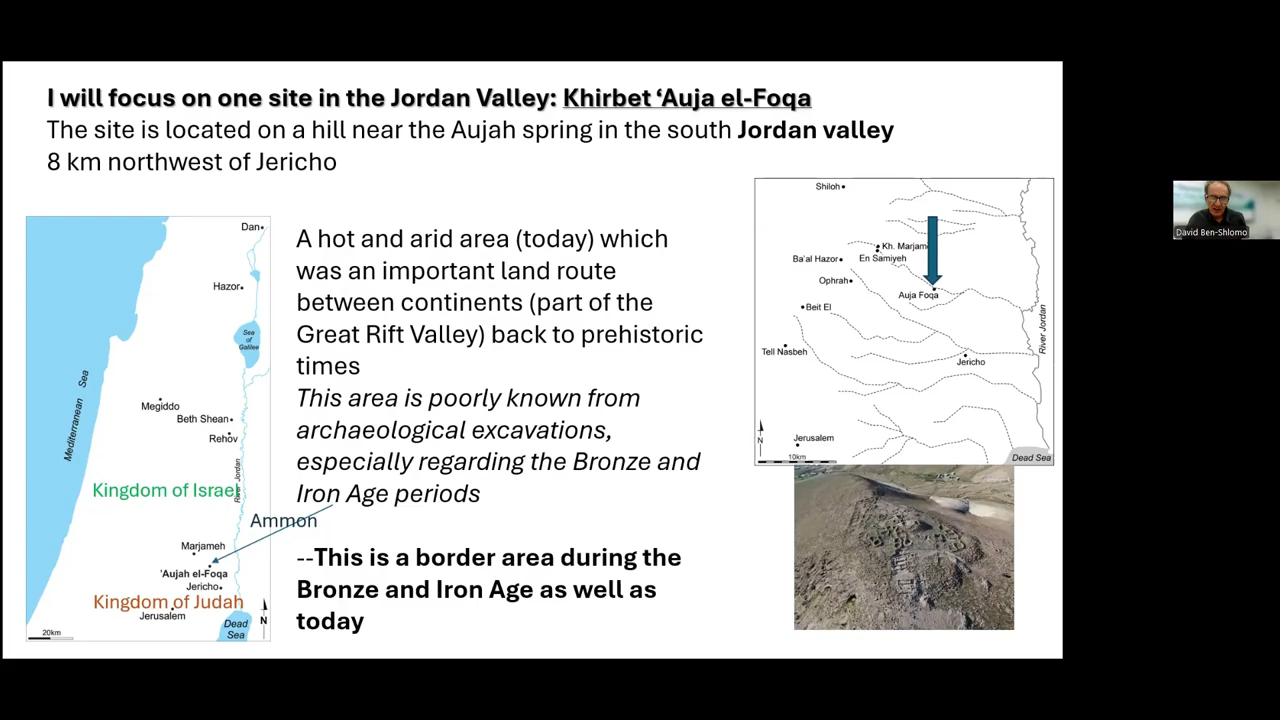 I will focus on one site in the Jordan Valley: Khirbet ‘Auja el-Foqa
The site is located on a hill near the Aujah spring in the south Jordan valley
8 km northwest of Jericho
A hot and arid area (today) which
was an important land route
between continents (part of the
Great Rift Valley) back to prehistoric
times
This area is poorly known from
archaeological excavations,
especially regarding the Bronze and
Iron Age periods
--This is a border area during the
Bronze and Iron Age as well as
today
Dan
Hazor
See
of
Galilee
Mediterranean Sea
Megiddo
Beth Shean
Rehov
River Jordan
Kingdom of Israel
Ammon
Marjameh
'Aujah el-Foqa
Jericho
Kingdom of Judah
Jerusalem
Dead
Sea
N
20km
Shiloh
Kh. Marjam
En Samiyeh
Ba'al Hazor
Ophrah
Auja Foqa
Beit El
River Jordan
Tell Nasbeh
Jericho
N
Jerusalem
10km
Dead Sea
David Ben-Shlomo